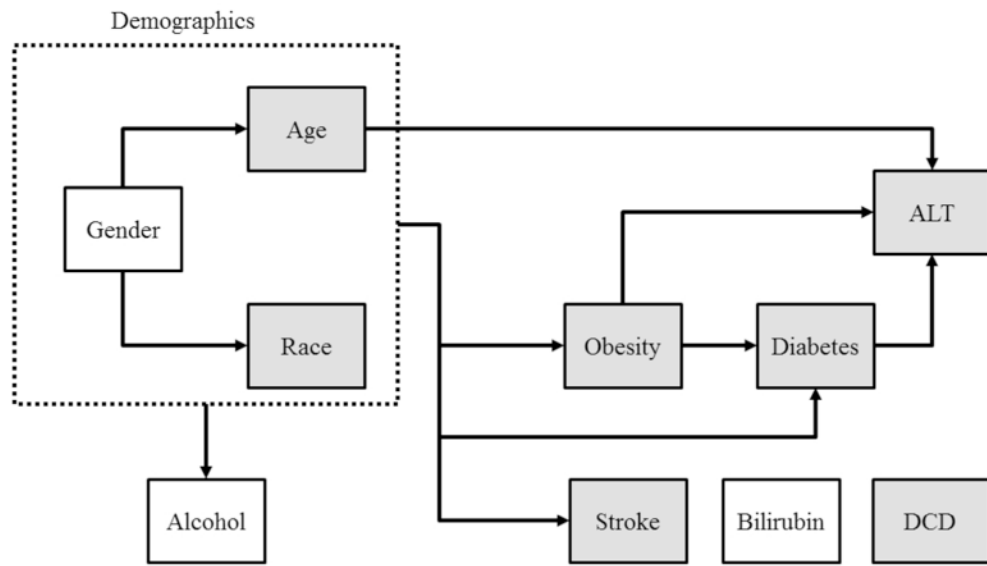 Demographics
Age
Gender
ALT
Race
Obesity
Diabetes
Alcohol
Stroke
Bilirubin
DCD